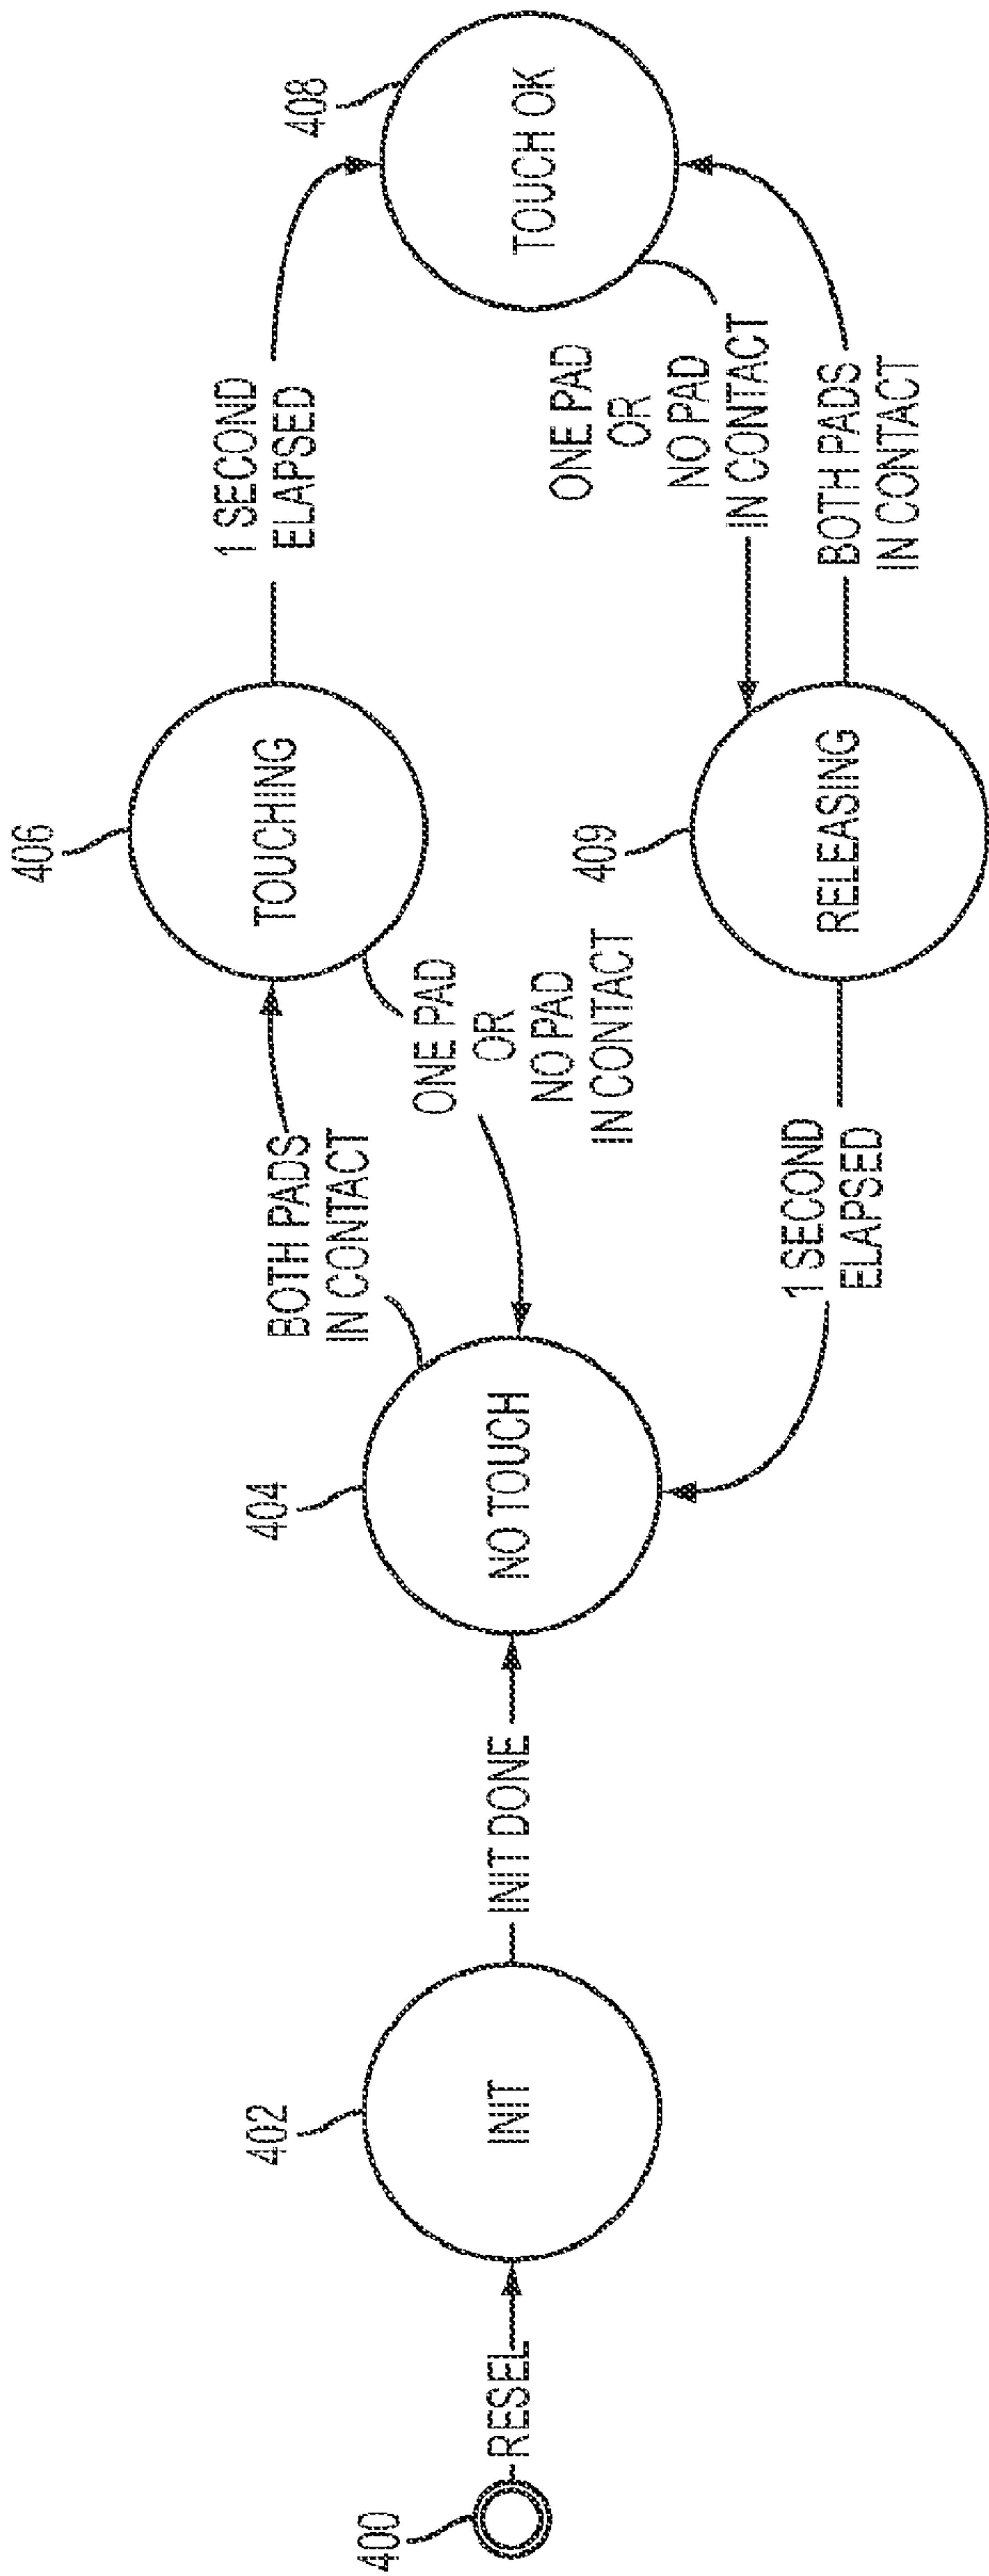 400
RESEL
402
INIT
INIT DONE
404
NO TOUCH
BOTH PADS
IN CONTACT
ONE PAD
OR
NO PAD
IN CONTACT
406
TOUCHING
1 SECOND
ELAPSED
408
TOUCH OK
ONE PAD
OR
NO PAD
IN CONTACT
409
RELEASING
BOTH PADS
IN CONTACT
1 SECOND
ELAPSED